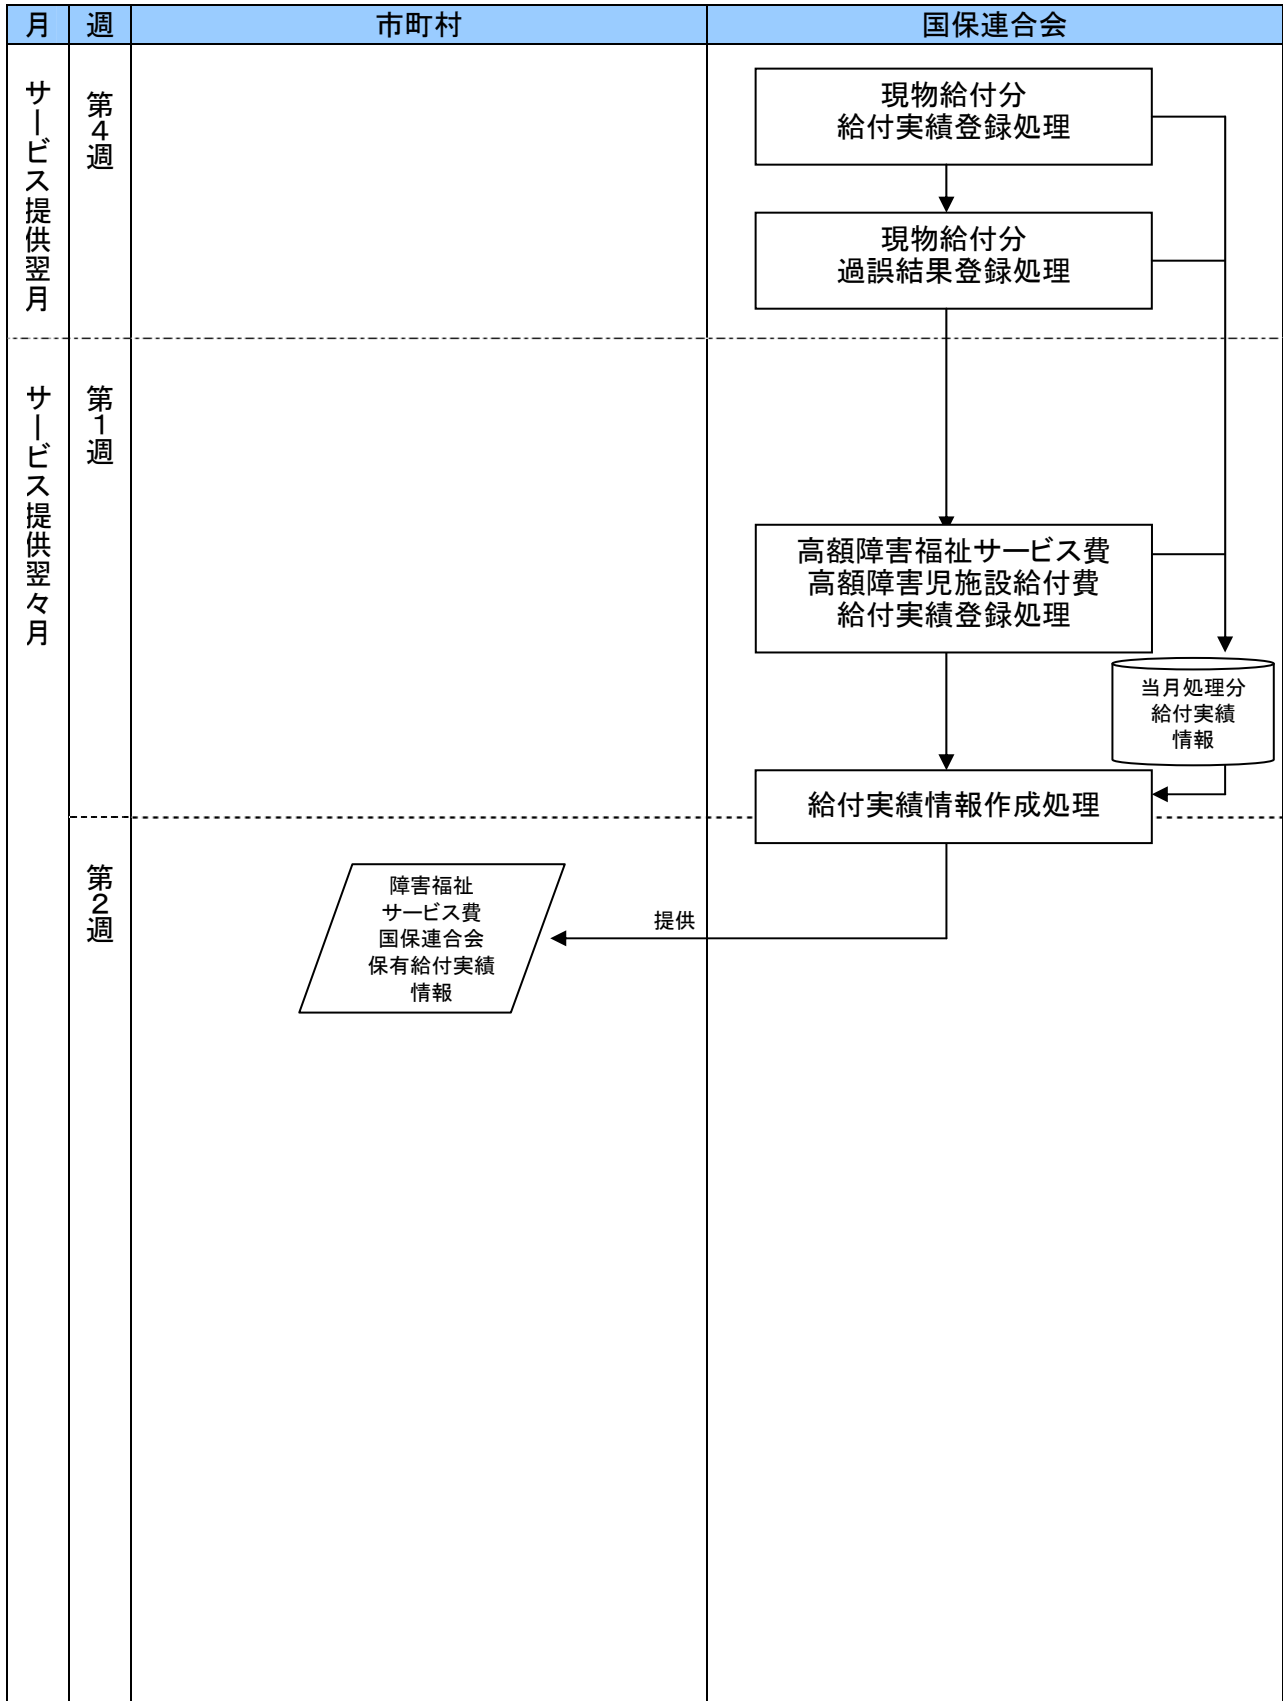 月
週
市町村
国保連合会
サービス提供翌月
第４週
現物給付分
給付実績登録処理
現物給付分
過誤結果登録処理
サービス提供翌々月
第１週
高額障害福祉サービス費
高額障害児施設給付費
給付実績登録処理
当月処理分
給付実績
情報
給付実績情報作成処理
第２週
障害福祉
サービス費
国保連合会
保有給付実績
情報
提供